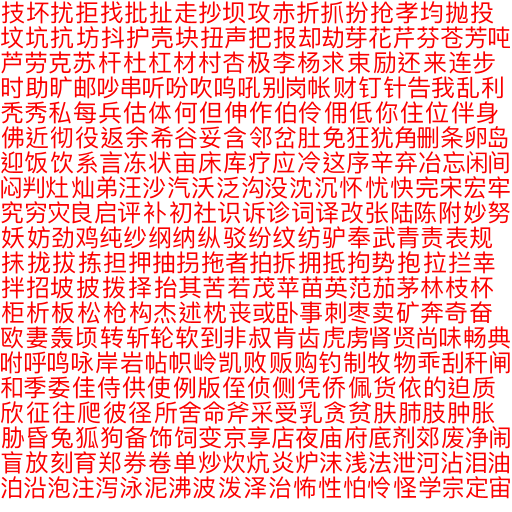 技坏扰拒找批扯走抄坝攻赤折抓扮抢孝均抛投
坟坑抗坊抖护壳块扭声把报却劫芽花芹芬苍芳吨
芦劳克苏杆杜杠材村杏极李杨求束励还来连步
时助旷邮吵串听吩吹呜吼别岗帐财钉针告我乱利
秃秀私每兵估体何但伸作伯伶佣低你住位伴身
佛近彻役返余希谷妥含邻岔肚免狂犹角删条卵岛
迎饭饮系言冻状亩床库疗应冷这序辛弃冶忘闲间
闷判灶灿弟汪沙汽沃泛沟没沈沉怀忧快完宋宏牢
究穷灾良启评补初社识诉诊词译改张陆陈附妙努
妖妨劲鸡纯纱纲纳纵驳纷纹纺驴奉武青责表规
抹拢拔拣担押抽拐拖者拍拆拥抵拘势抱拉拦幸
拌招坡披拨择抬其苦若茂苹苗英范茄茅林枝杯
柜析板松枪构杰述枕丧或卧事刺枣卖矿奔奇奋
欧妻轰顷转斩轮软到非叔肯齿虎虏肾贤尚味畅典
咐呼鸣咏岸岩帖帜岭凯败贩购钓制牧物乖刮秆闸
和季委佳侍供使例版侄侦侧凭侨佩货依的迫质
欣征往爬彼径所舍命斧采受乳贪贫肤肺肢肿胀
胁昏兔狐狗备饰饲变京享店夜庙府底剂郊废净闹
盲放刻育郑券卷单炒炊炕炎炉沫浅法泄河沾泪油
泊沿泡注泻泳泥沸波泼泽治怖性怕怜怪学宗定宙